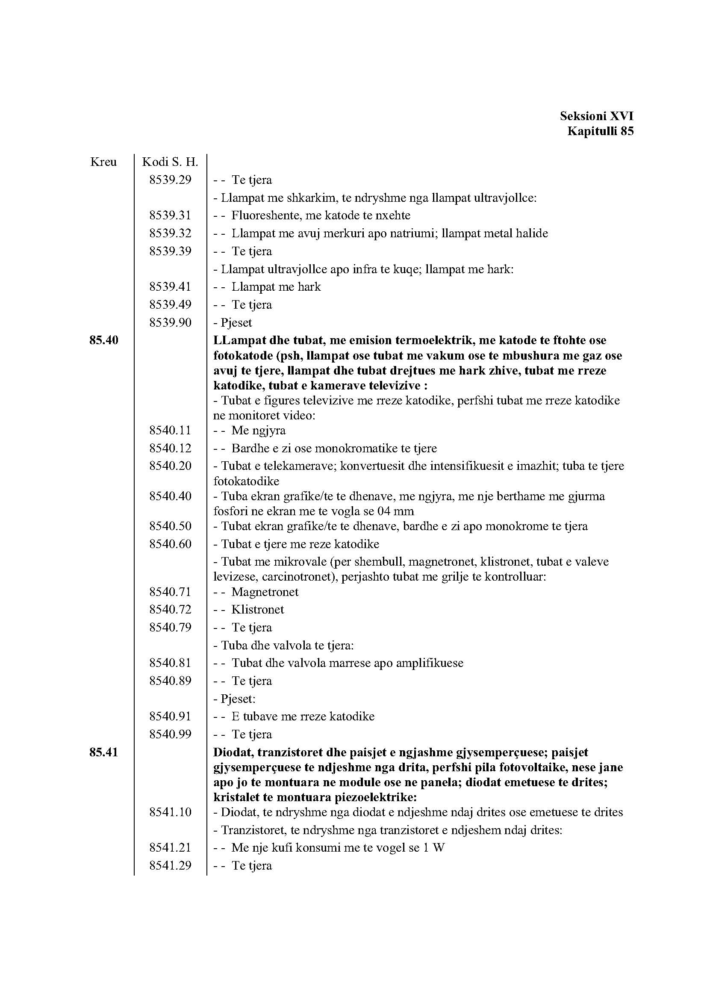 Seksioni XVI
Kapitulli 85
Kreu Kodi S. H.
8539.29 - - Te tjera
- Llampat me shkarkim, te ndryshme nga llampat ultravjollce:
8539.31 - - Fluoreshente, me katode te nxehte
8539.32 - - Llampat me avuj merkuri apo natriumi; llampat metal halide
8539.39 - - Te tjera
- Llampat ultravjollce apo infra te kuqe; llampat me hark:
8539.41 - - Llampat me hark
8539.49 - - Te tjera
8539.90 - Pjeset
85.40 LLampat dhe tubat, me emision termoelektrik, me katode te ftohte ose
fotokatode (psh, llampat ose tubat me vakum ose te mbushura me gaz ose
avuj te tjere, llampat dhe tubat drejtues me hark zhive, tubat me rreze
katodike, tubat e kamerave televizive :
- Tubat e figures televizive me rreze katodike, perfshi tubat me rreze katodike
ne monitoret video:
8540.11 - - Me ngjyra
8540.12 - - Bardhe e zi ose monokromatike te tjere
8540.20 - Tubat e telekamerave; konvertuesit dhe intensifikuesit e imazhit; tuba te tjere
fotokatodike
8540.40 - Tuba ekran grafike/te te dhenave, me ngjyra, me nje berthame me gjurma
fosfori ne ekran me te vogla se 04 mm
8540.50 - Tubat ekran grafike/te te dhenave, bardhe e zi apo monokrome te tjera
8540.60 - Tubat e tjere me reze katodike
- Tubat me mikrovale (per shembull, magnetronet, klistronet, tubat e valeve
levizese, carcinotronet), perjashto tubat me grilje te kontrolluar:
8540.71 - - Magnetronet
8540.72 - - Klistronet
8540.79 - - Te tjera
- Tuba dhe valvola te tjera:
8540.81 - - Tubat dhe valvola marrese apo amplifikuese
8540.89 - - Te tjera
- Pjeset:
8540.91 - - E tubave me rreze katodike
8540.99 - - Te tjera
85.41 Diodat, tranzistoret dhe paisjet e ngjashme gjysemperçuese; paisjet
gjysemperçuese te ndjeshme nga drita, perfshi pila fotovoltaike, nese jane
apo jo te montuara ne module ose ne panela; diodat emetuese te drites;
kristalet te montuara piezoelektrike:
8541.10 - Diodat, te ndryshme nga diodat e ndjeshme ndaj drites ose emetuese te drites
- Tranzistoret, te ndryshme nga tranzistoret e ndjeshem ndaj drites:
8541.21 - - Me nje kufi konsumi me te vogel se 1 W
8541.29 - - Te tjera